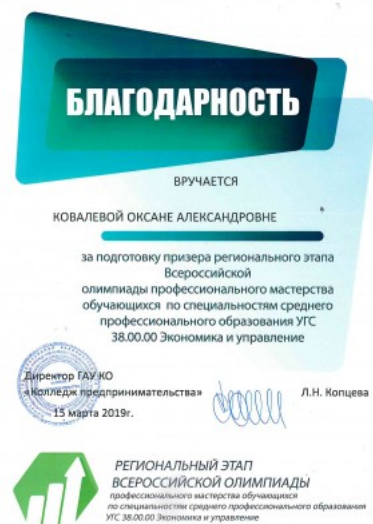 БЛАГОДАРНОСТЬ
ВРУЧАЕТСЯ
КОВАЛЕВОЙ ОКСАНЕ АЛЕКСАНДРОВНЕ
за подготовку призера регионального этапа
Всероссийской
олимпиады профессионального мастерства
обучающихся по специальностям среднего
профессионального образования УГС
38.00.00 Экономика и управление
Директор ГАУ КО
«Колледж предпринимательства» Л.Н. Копцева
15 марта 2019г.
РЕГИОНАЛЬНЫЙ ЭТАП
ВСЕРОССИЙСКОЙ ОЛИМПИАДЫ
профессионального мастерства обучающихся
по специальностям среднего профессионального образования
УГС 38.00.00 Экономика и управление